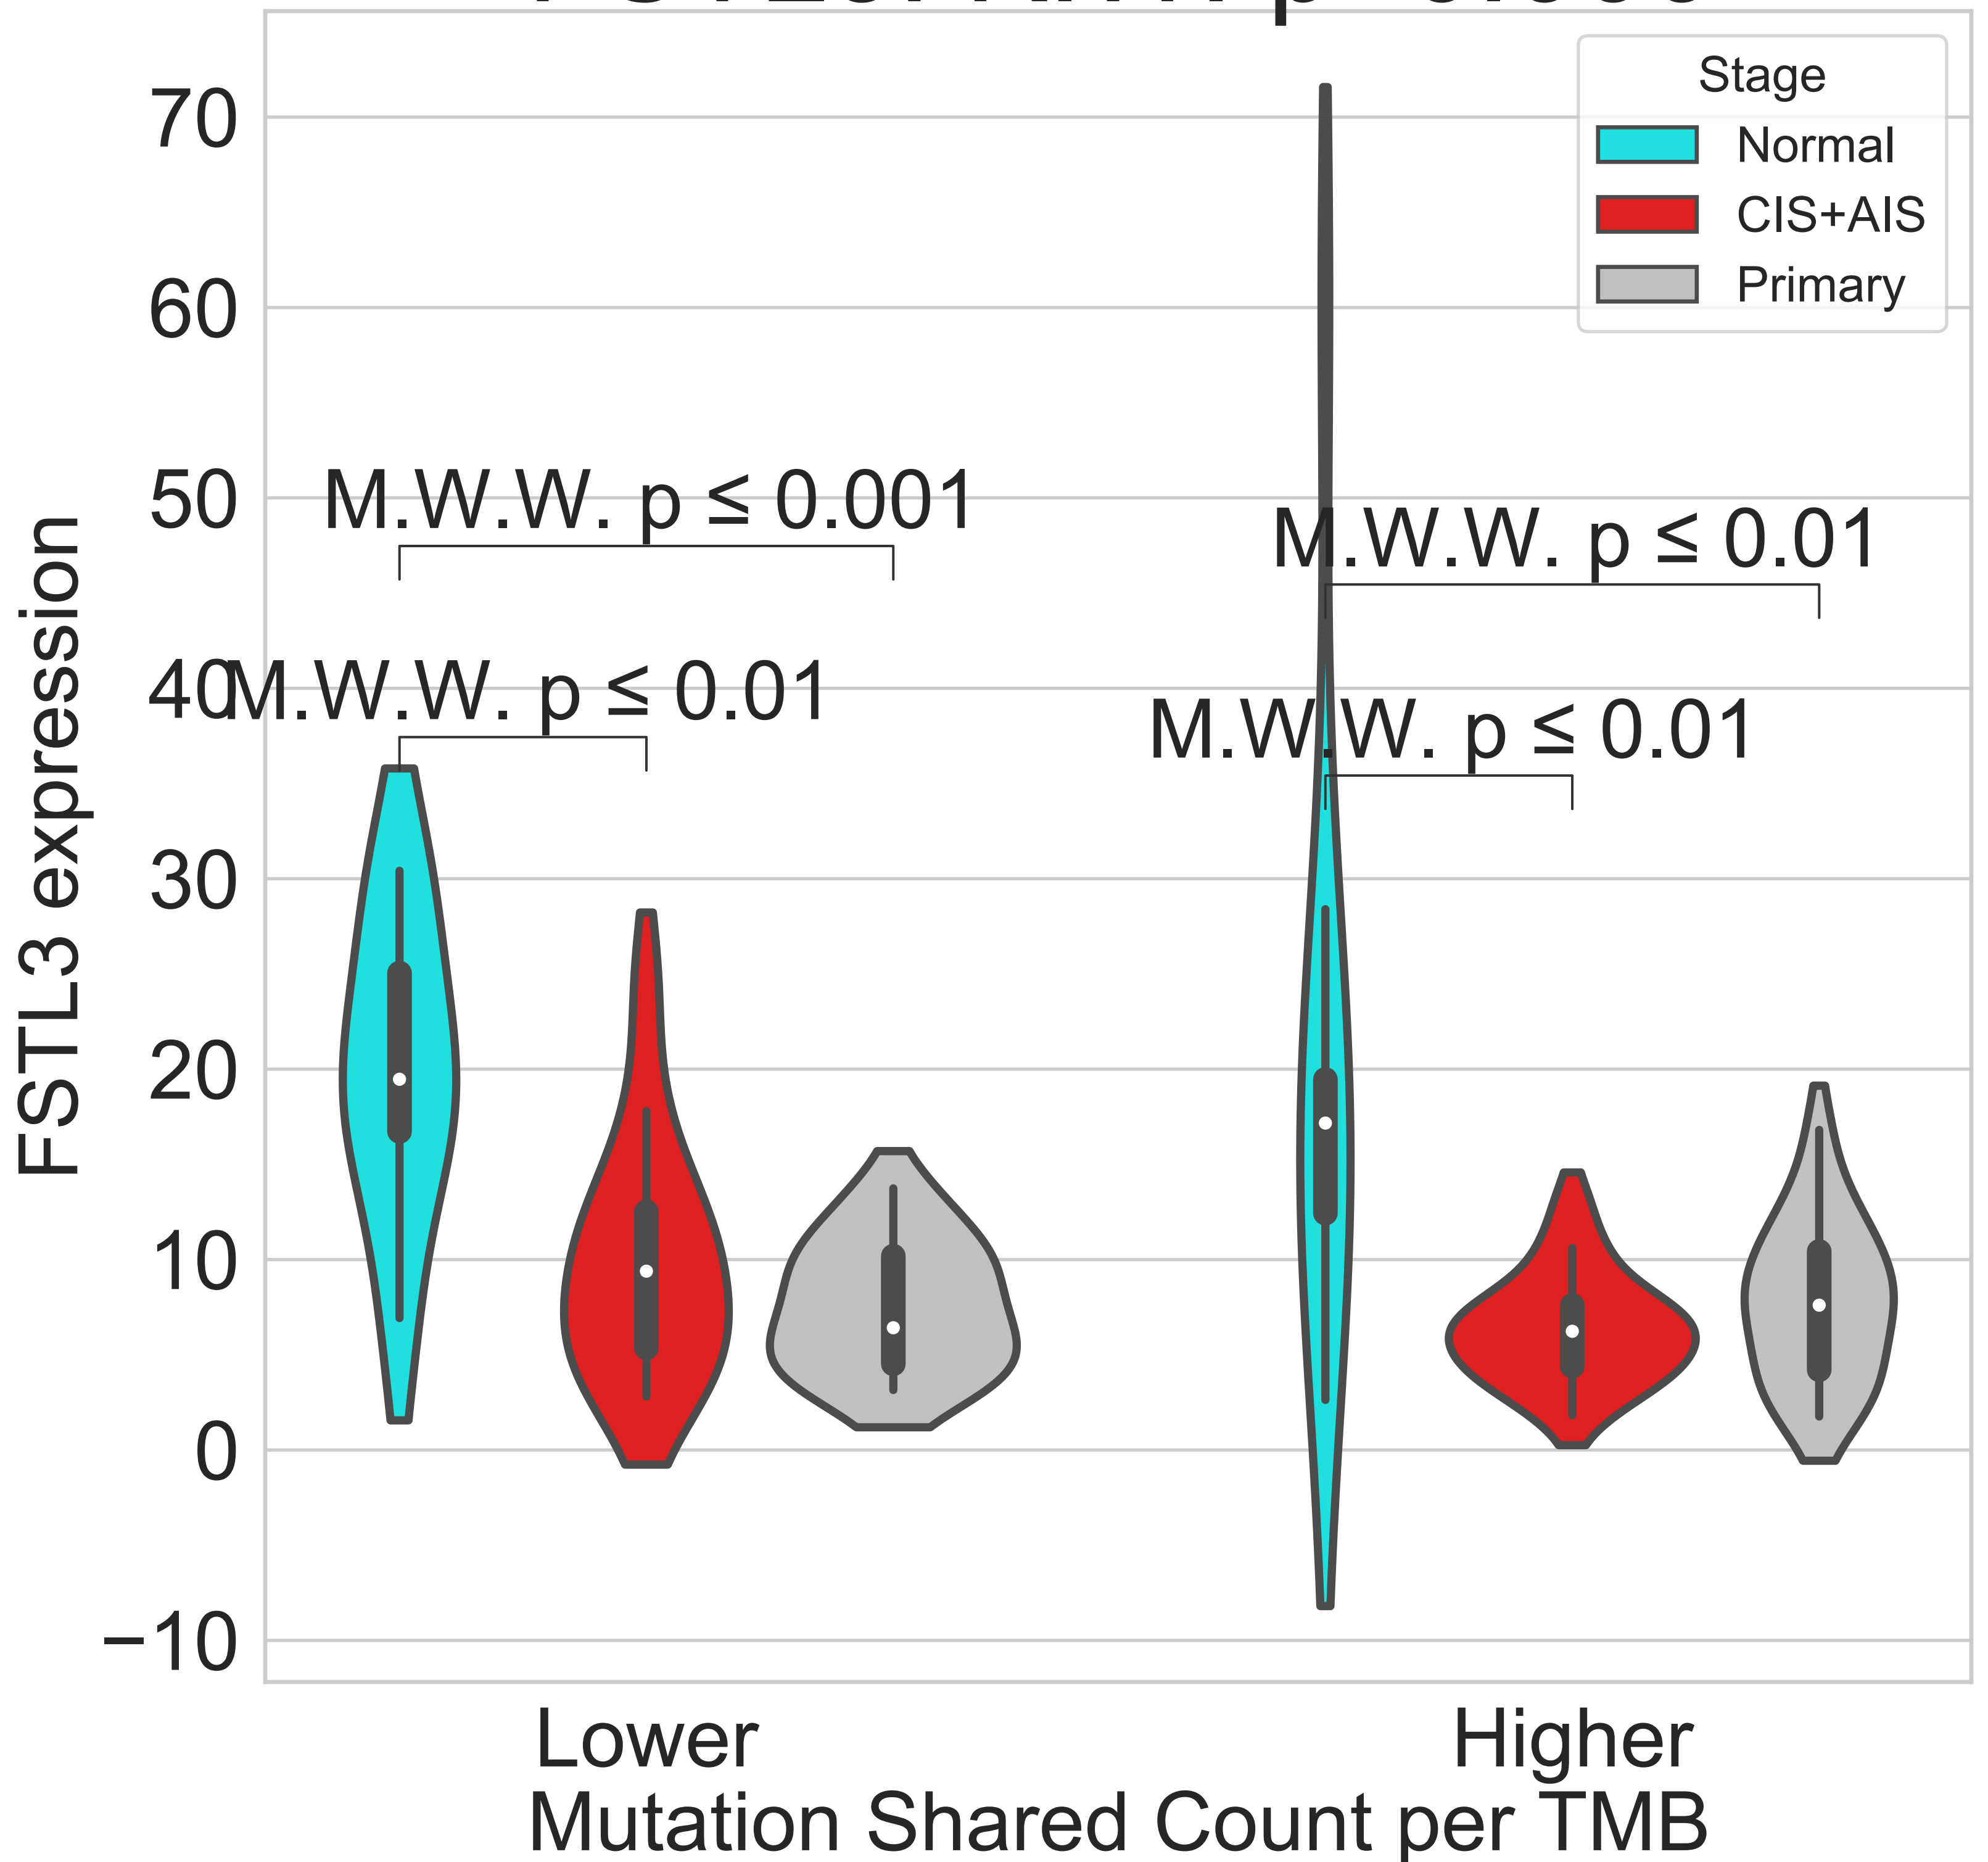 Stage
Normal
CIS+AIS
Primary
70
60
50
40
30
20
10
0
−10
FSTL3 expression
M.W.W. p ≤ 0.001
M.W.W. p ≤ 0.01
M.W.W. p ≤ 0.01
M.W.W. p ≤ 0.01
Lower
Higher
Mutation Shared Count per TMB